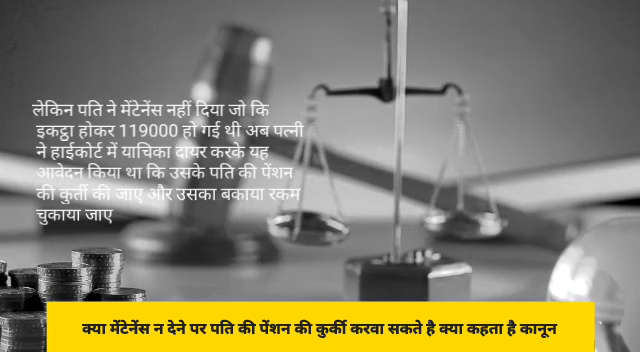 लेकिन पति ने मेंटेनेंस नहीं दिया जो कि
इकट्ठा होकर 119000 हो गई थी अब पत्नी
ने हाईकोर्ट में याचिका दायर करके यह
आवेदन किया था कि उसके पति की पेंशन
की कुर्ती की जाए और उसका बकाया रकम
चुकाया जाए
क्या मेंटेनेंस न देने पर पति की पेंशन की कुर्की करवा सकते है क्या कहता है कानून